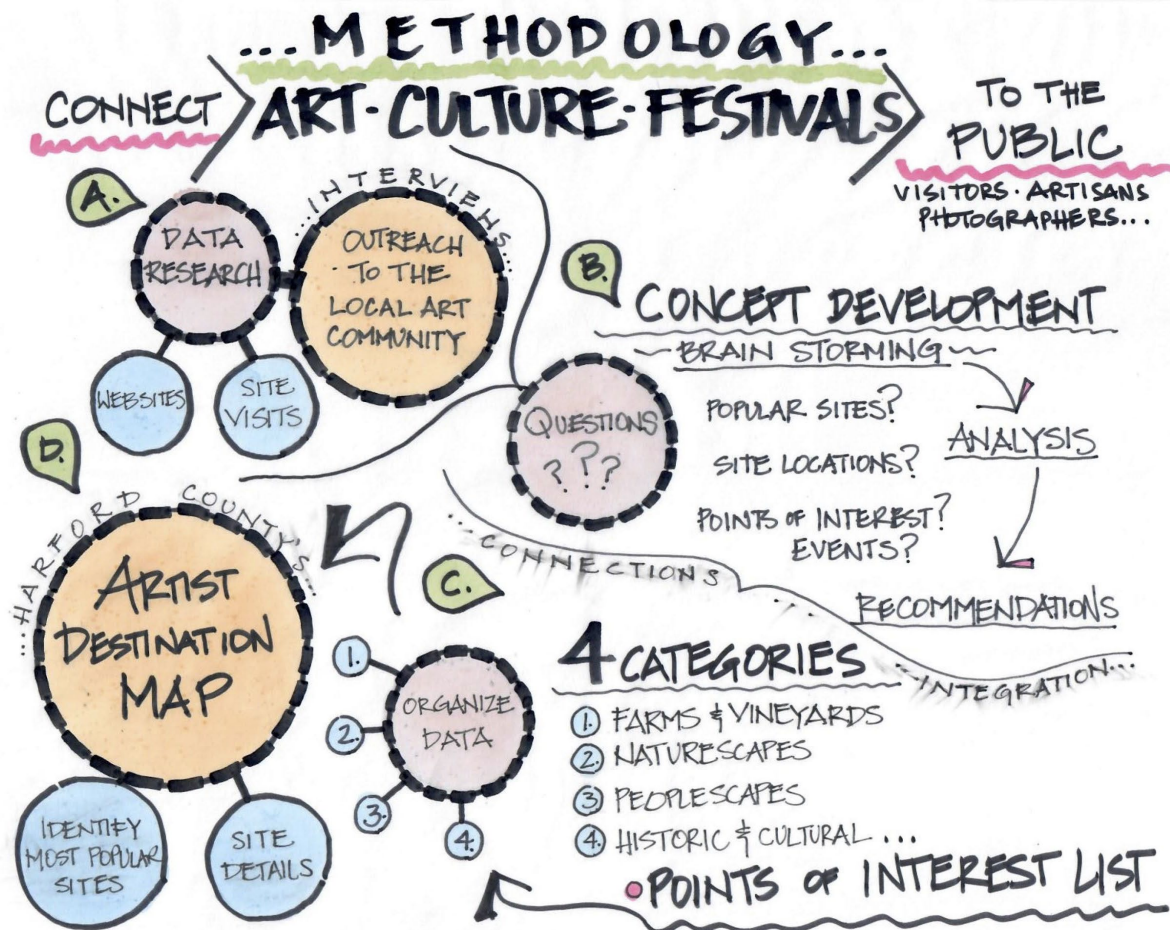 ...METHODOLOGY...
CONNECT
ART·CULTURE·FESTIVALS
TO THE
PUBLIC
VISITORS · ARTISANS
PHOTOGRAPHERS...
A.
DATA
RESEARCH
...INTERVIEWS...
OUTREACH
TO THE
LOCAL ART
COMMUNITY
WEBSITES
SITE
VISITS
B.
CONCEPT DEVELOPMENT
~BRAIN STORMING~
QUESTIONS
???
POPULAR SITES?
SITE LOCATIONS?
POINTS OF INTEREST?
EVENTS?
ANALYSIS
RECOMMENDATIONS
...CONNECTIONS
...INTEGRATION...
C.
ORGANIZE
DATA
1.
2.
3.
4.
4 CATEGORIES
1. FARMS & VINEYARDS
2. NATURESCAPES
3. PEOPLESCAPES
4. HISTORIC & CULTURAL ...
•POINTS OF INTEREST LIST
D.
...HARFORD COUNTY'S...
ARTIST
DESTINATION
MAP
IDENTIFY
MOST POPULAR
SITES
SITE
DETAILS